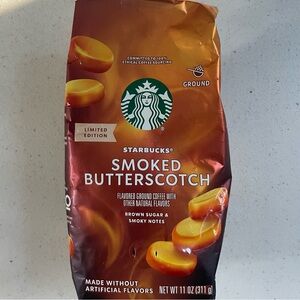 COMMITTED TO 100%
ETHICAL COFFEE SOURCING
GROUND
LIMITED
EDITION
STARBUCKS®
SMOKED
BUTTERSCOTCH
FLAVORED GROUND COFFEE WITH
OTHER NATURAL FLAVORS
BROWN SUGAR &
SMOKY NOTES
MADE WITHOUT
ARTIFICIAL FLAVORS
NET WT 11 OZ (311 g)